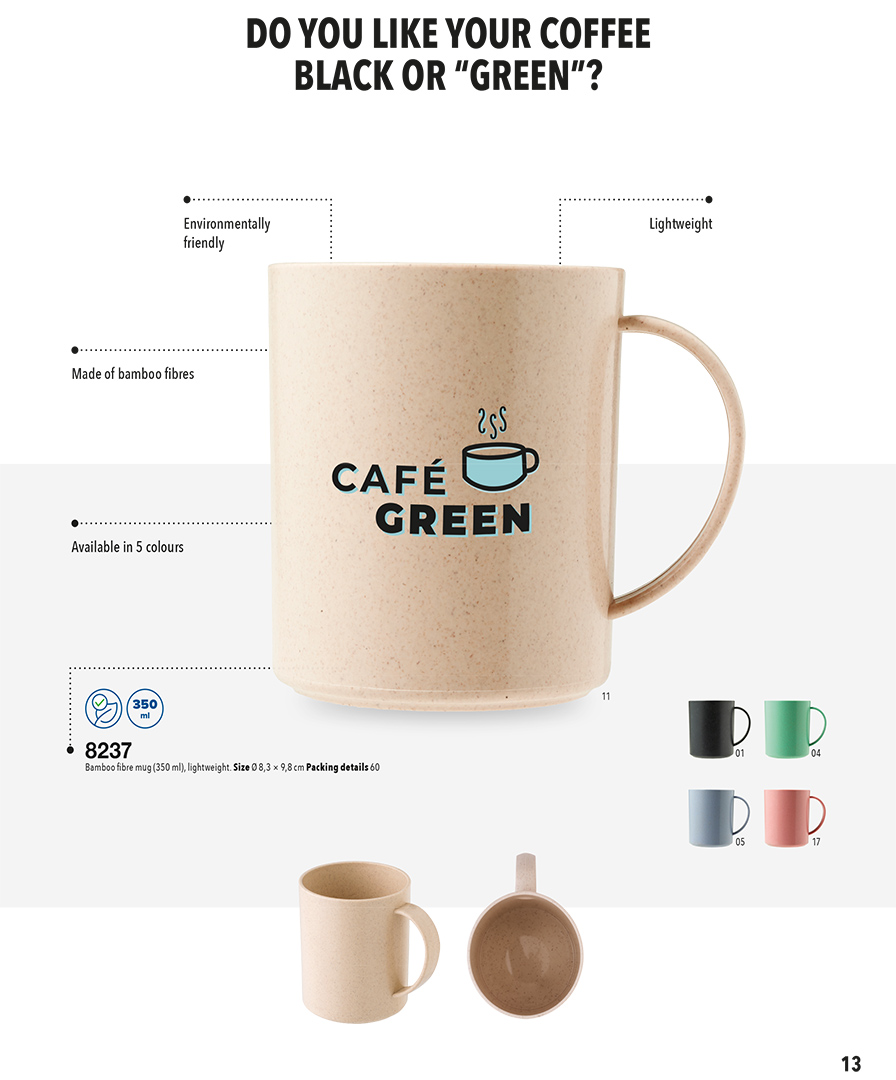 DO YOU LIKE YOUR COFFEE
BLACK OR “GREEN”?
Environmentally
friendly
Lightweight
Made of bamboo fibres
CAFÉ
GREEN
Available in 5 colours
11
350
ml
8237
Bamboo fibre mug (350 ml), lightweight. Size Ø 8,3 × 9,8 cm Packing details 60
01
04
05
17
13